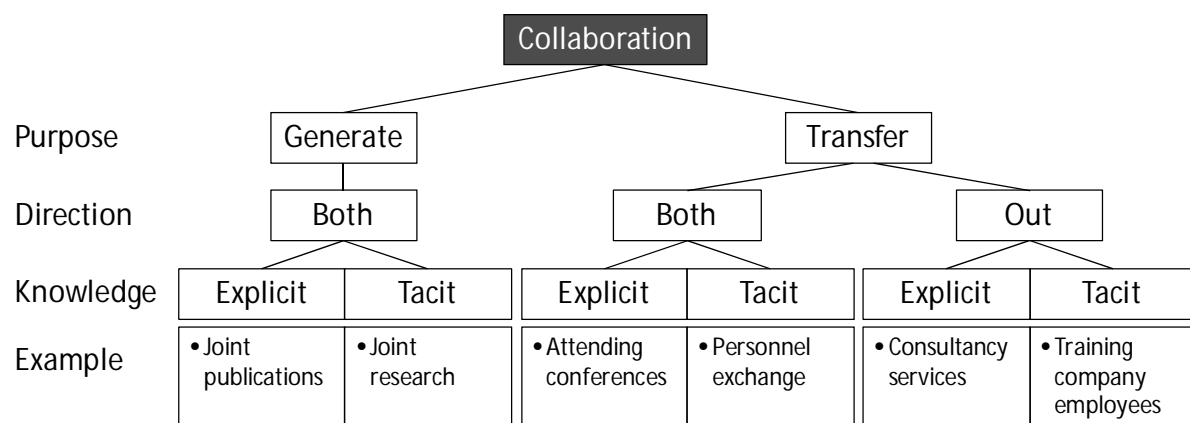 Collaboration
Purpose Generate Transfer
Direction Both Both Out
Knowledge Explicit Tacit Explicit Tacit Explicit Tacit
Example
• Joint
publications
• Joint
research
• Attending
conferences
• Personnel
exchange
• Consultancy
services
• Training
company
employees